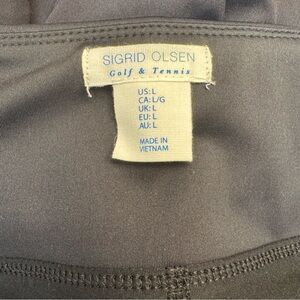 SIGRID OLSEN
Golf & Tennis
US: L
CA: L/G
UK: L
EU: L
AU: L
MADE IN
VIETNAM